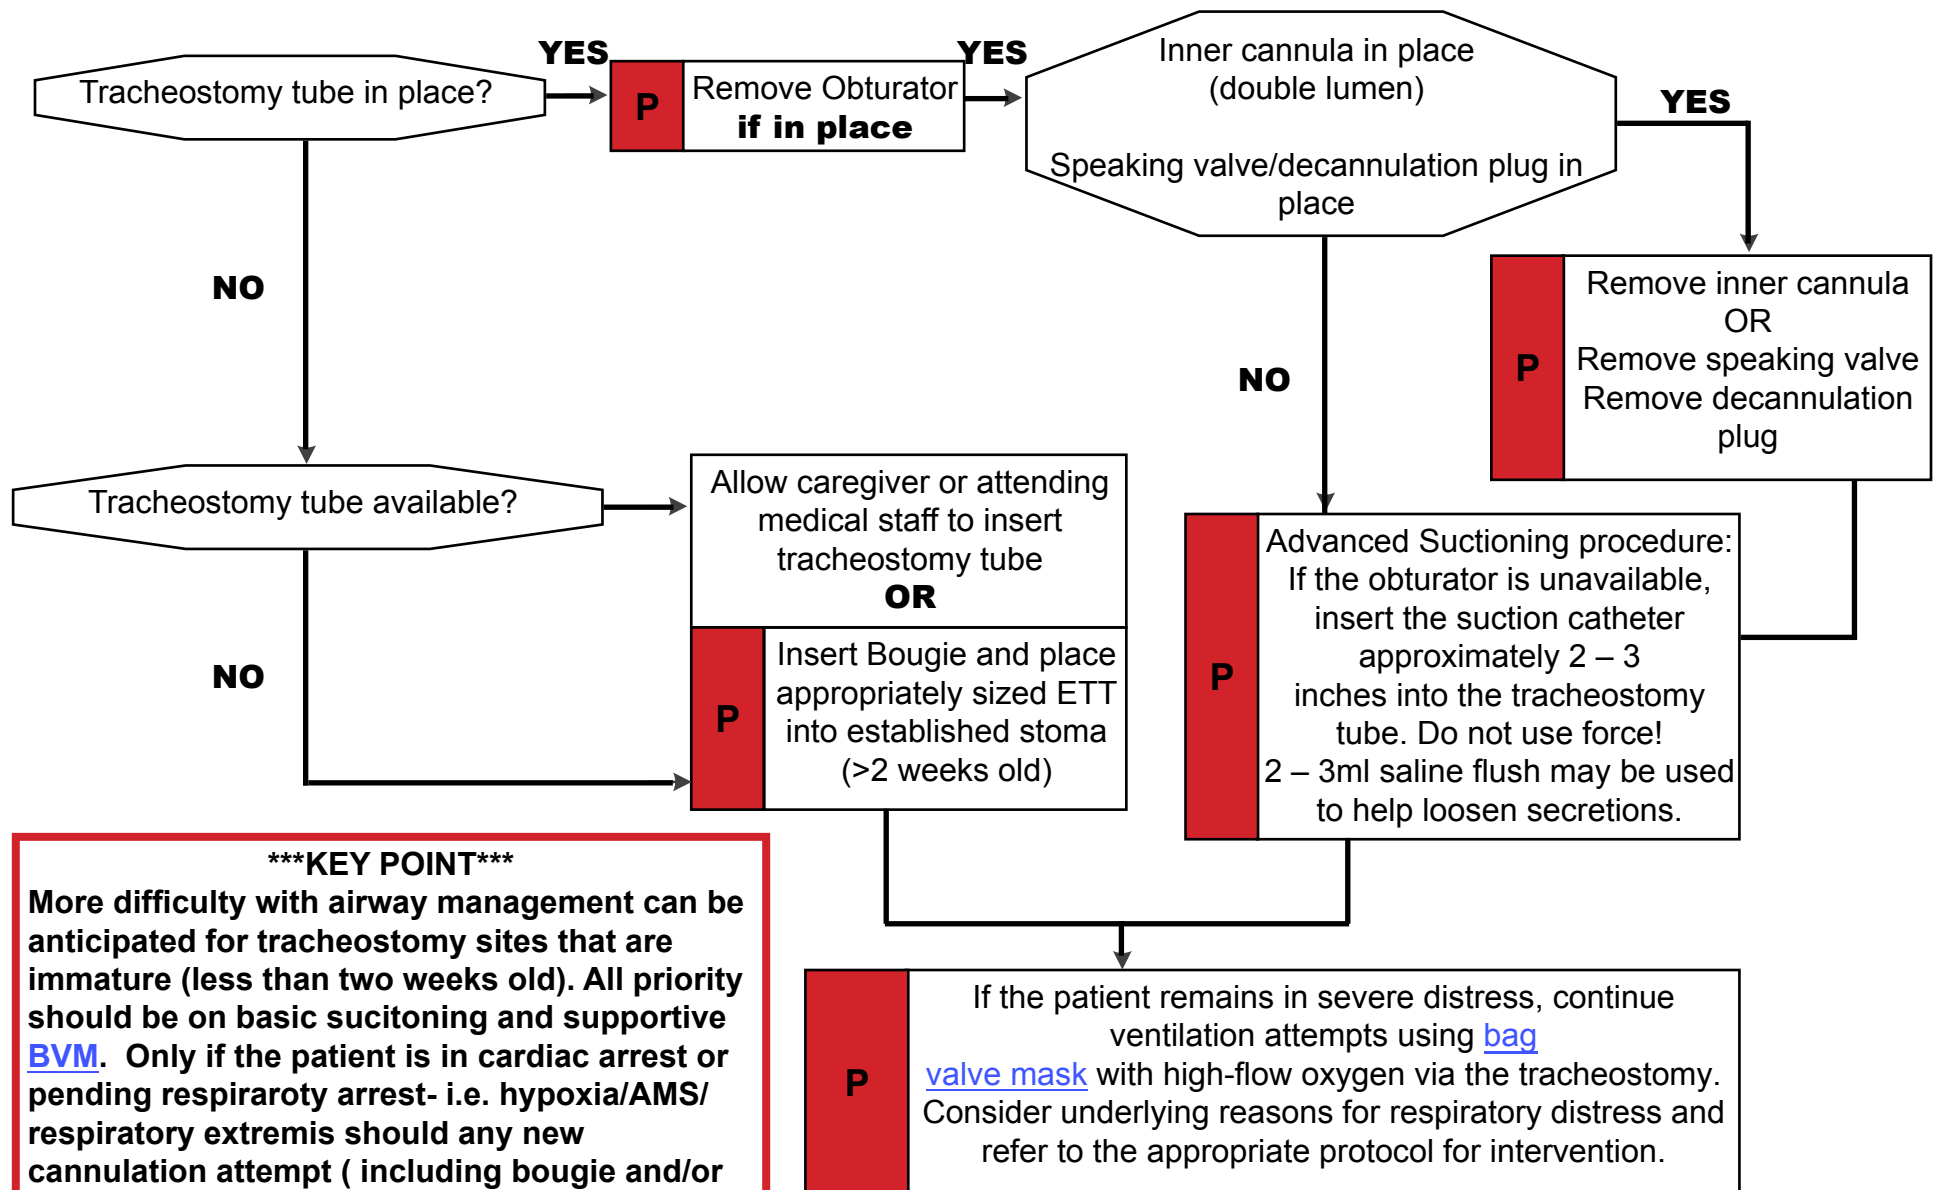 Tracheostomy tube in place?
YES
P
Remove Obturator
if in place
YES
Inner cannula in place
(double lumen)
Speaking valve/decannulation plug in
place
YES
P
Remove inner cannula
OR
Remove speaking valve
Remove decannulation
plug
NO
NO
Tracheostomy tube available?
Allow caregiver or attending
medical staff to insert
tracheostomy tube
OR
P
Insert Bougie and place
appropriately sized ETT
into established stoma
(>2 weeks old)
NO
P
Advanced Suctioning procedure:
If the obturator is unavailable,
insert the suction catheter
approximately 2 – 3
inches into the tracheostomy
tube. Do not use force!
2 – 3ml saline flush may be used
to help loosen secretions.
***KEY POINT***
More difficulty with airway management can be
anticipated for tracheostomy sites that are
immature (less than two weeks old). All priority
should be on basic sucitoning and supportive
BVM.  Only if the patient is in cardiac arrest or
pending respiraroty arrest- i.e. hypoxia/AMS/
respiratory extremis should any new
cannulation attempt ( including bougie and/or
P
If the patient remains in severe distress, continue
ventilation attempts using bag
valve mask with high-flow oxygen via the tracheostomy.
Consider underlying reasons for respiratory distress and
refer to the appropriate protocol for intervention.